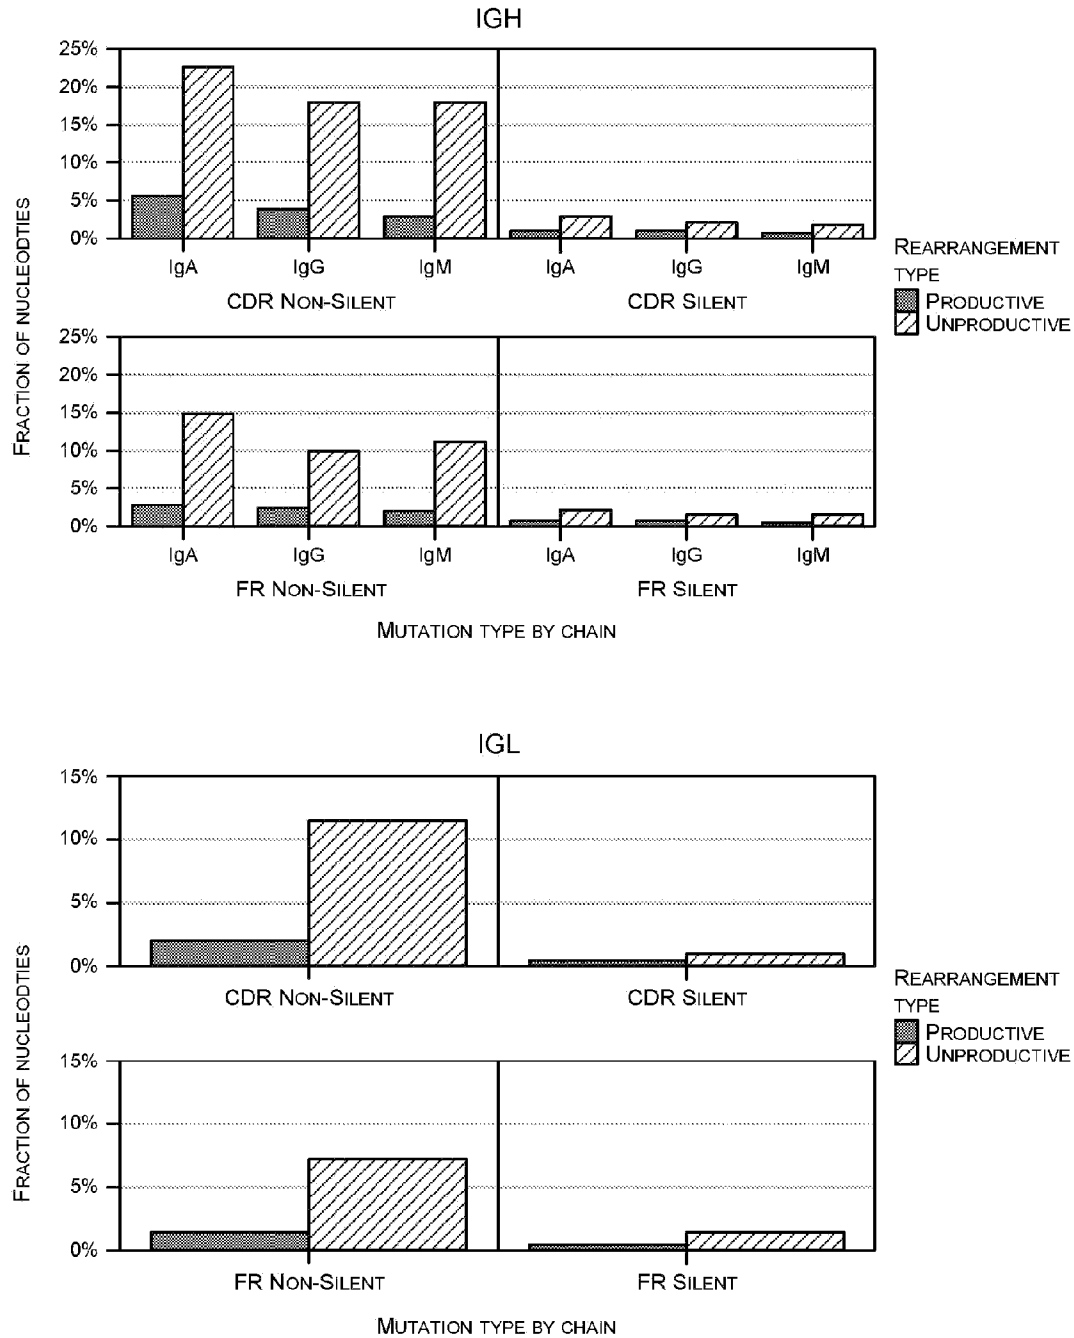 IGH
FRACTION OF NUCLEODTIES
25%
20%
15%
10%
5%
0%
IgA IgG IgM IgA IgG IgM
CDR NON-SILENT CDR SILENT
25%
20%
15%
10%
5%
0%
IgA IgG IgM IgA IgG IgM
FR NON-SILENT FR SILENT
MUTATION TYPE BY CHAIN
REARRANGEMENT
TYPE
PRODUCTIVE
UNPRODUCTIVE
IGL
FRACTION OF NUCLEODTIES
15%
10%
5%
0%
CDR NON-SILENT CDR SILENT
15%
10%
5%
0%
FR NON-SILENT FR SILENT
MUTATION TYPE BY CHAIN
REARRANGEMENT
TYPE
PRODUCTIVE
UNPRODUCTIVE